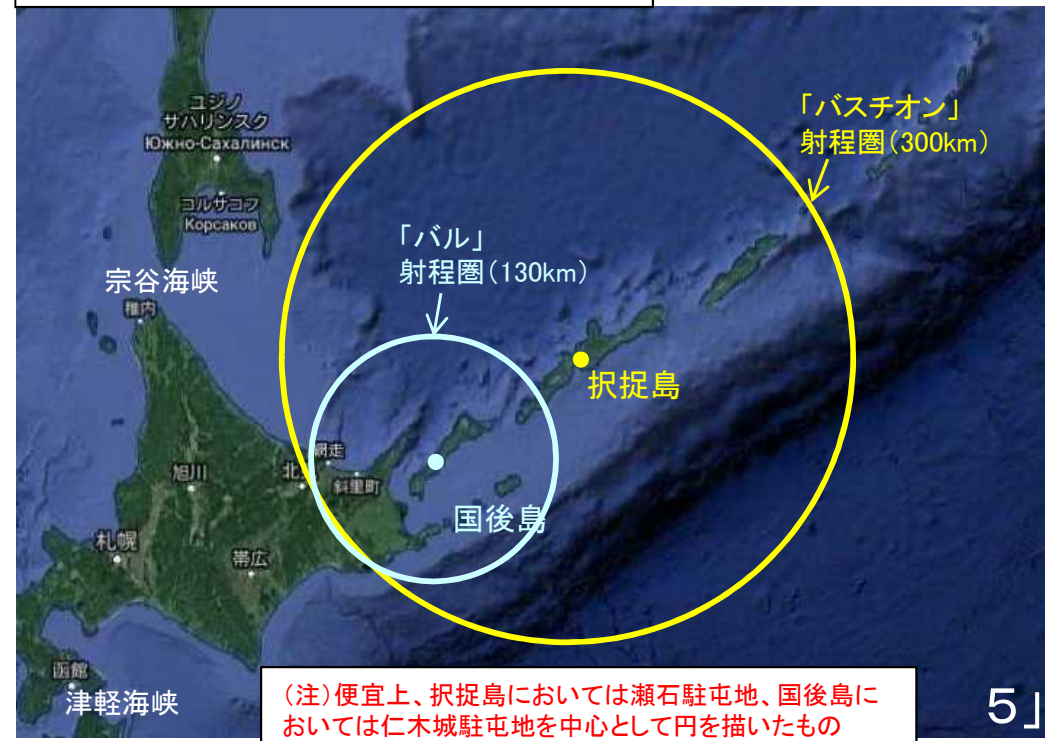 「バスチオン」
射程圏(300km)
ユジノ
サハリンスク
Южно-Сахалинск
コルサコフ
Корсаков
「バル」
射程圏(130km)
宗谷海峡
稚内
択捉島
網走
旭川
北
斜里町
国後島
札幌
帯広
函館
津軽海峡
(注)便宜上、択捉島においては瀬石駐屯地、国後島に
おいては仁木城駐屯地を中心として円を描いたもの
5」